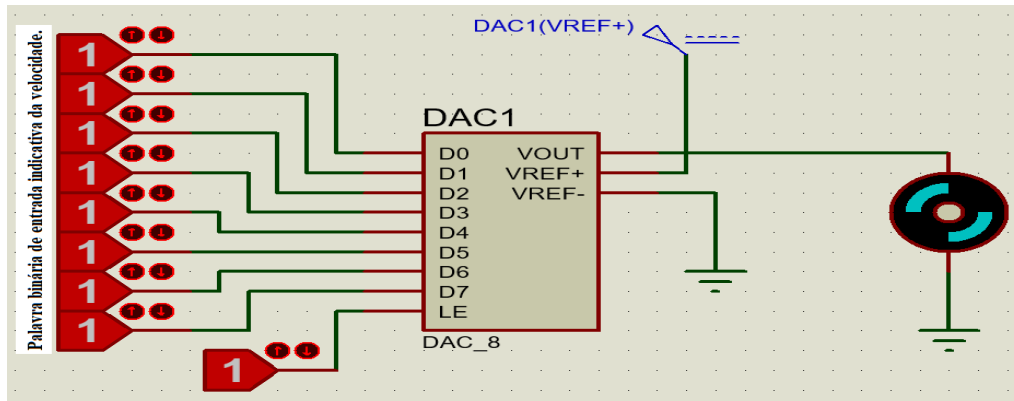 Palavra binária de entrada indicativa da velocidade.
1
1
1
1
1
1
1
1
1
DAC1(VREF+)
DAC1
D0
D1
D2
D3
D4
D5
D6
D7
LE
VOUT
VREF+
VREF-
DAC_8